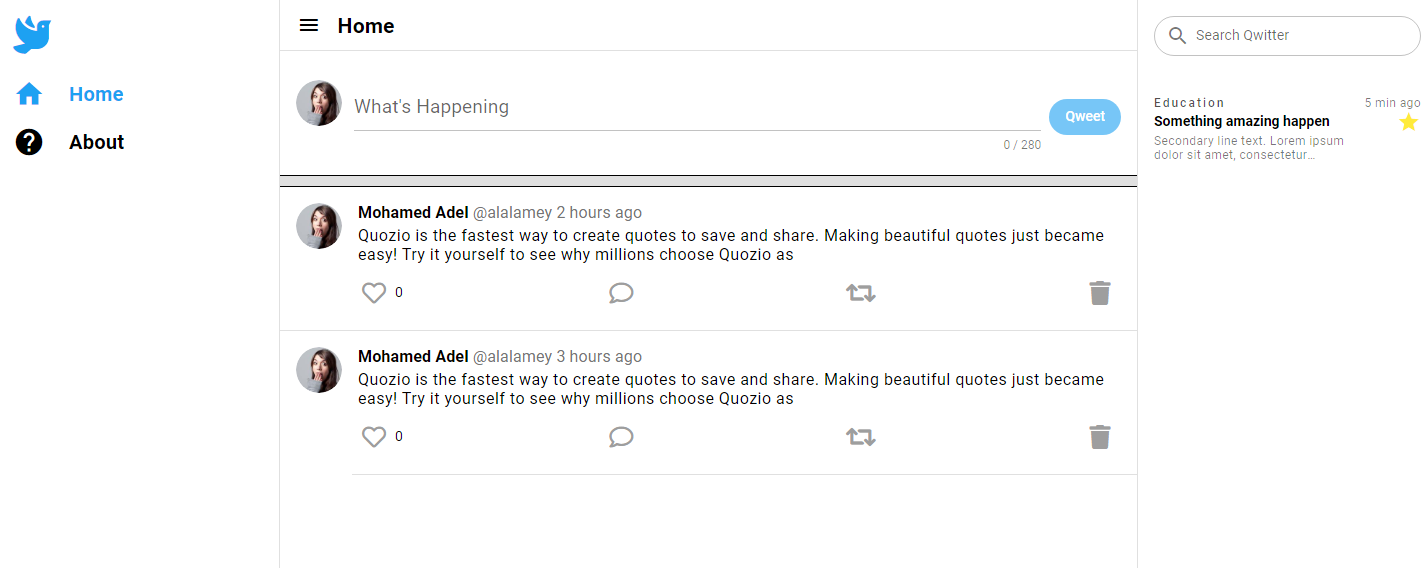 Home
About
Home
What's Happening
Qweet
0 / 280
Mohamed Adel @alalamey 2 hours ago
Quozio is the fastest way to create quotes to save and share. Making beautiful quotes just became
easy! Try it yourself to see why millions choose Quozio as
0
Mohamed Adel @alalamey 3 hours ago
Quozio is the fastest way to create quotes to save and share. Making beautiful quotes just became
easy! Try it yourself to see why millions choose Quozio as
0
Search Qwitter
Education 5 min ago
Something amazing happen
Secondary line text. Lorem ipsum
dolor sit amet, consectetur...